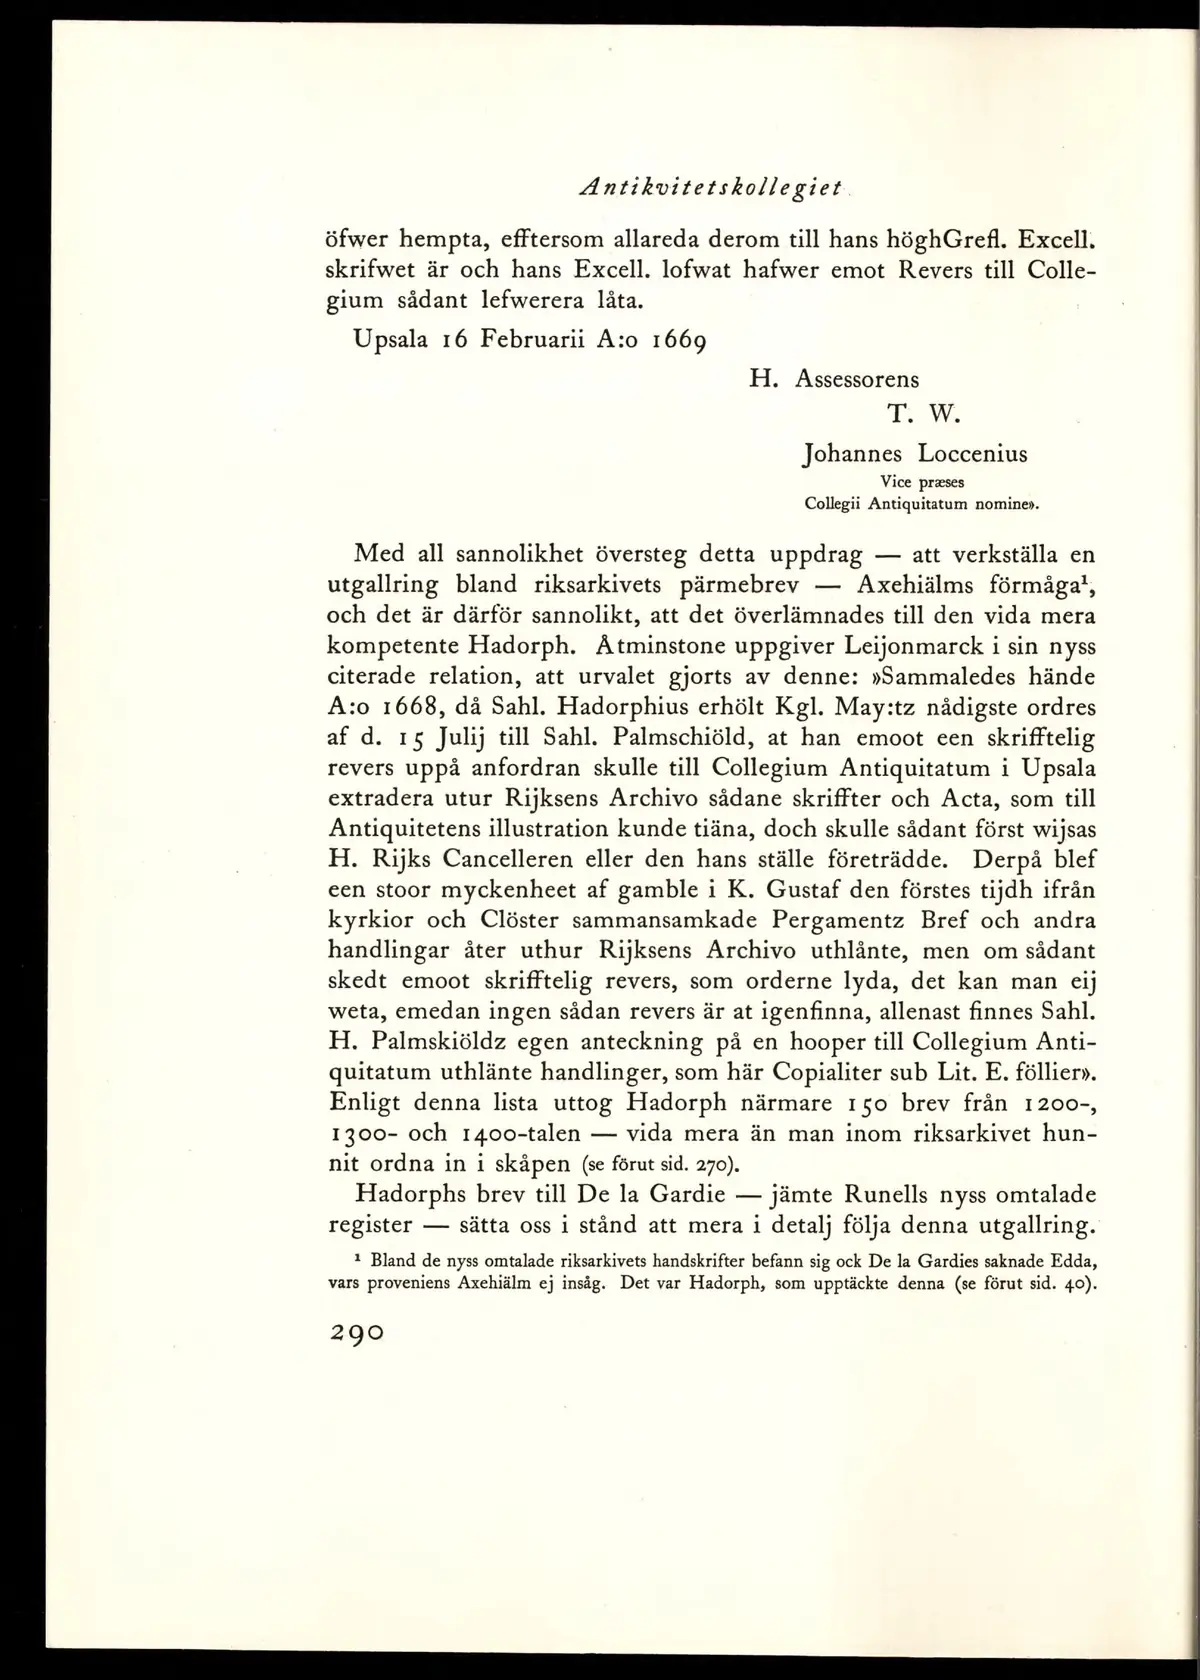 Antikvitetskollegiet
öfwer hempta, efftersom allareda derom till hans höghGrefl. Excell.
skrifwet är och hans Excell. lofwat hafwer emot Revers till Colle-
gium sådant lefwerera låta.
Upsala 16 Februarii A:o 1669
H. Assessorens
T. W.
Johannes Loccenius
Vice præses
Collegii Antiquitatum nomine».
Med all sannolikhet översteg detta uppdrag — att verkställa en
utgallring bland riksarkivets pärmebrev — Axehiälms förmåga¹,
och det är därför sannolikt, att det överlämnades till den vida mera
kompetente Hadorph. Åtminstone uppgiver Leijonmarck i sin nyss
citerade relation, att urvalet gjorts av denne: »Sammaledes hände
A:o 1668, då Sahl. Hadorphius erhölt Kgl. May:tz nådigste ordres
af d. 15 Julij till Sahl. Palmschiöld, at han emoot een skrifftelig
revers uppå anfordran skulle till Collegium Antiquitatum i Upsala
extradera utur Rijksens Archivo sådane skriffter och Acta, som till
Antiquitetens illustration kunde tiäna, doch skulle sådant först wijsas
H. Rijks Cancelleren eller den hans ställe företrädde. Derpå blef
een stoor myckenheet af gamble i K. Gustaf den förstes tijdh ifrån
kyrkior och Clöster sammansamkade Pergamentz Bref och andra
handlingar åter uthur Rijksens Archivo uthlånte, men om sådant
skedt emoot skrifftelig revers, som orderne lyda, det kan man eij
weta, emedan ingen sådan revers är at igenfinna, allenast finnes Sahl.
H. Palmskiöldz egen anteckning på en hooper till Collegium Anti-
quitatum uthlänte handlinger, som här Copialiter sub Lit. E. föllier».
Enligt denna lista uttog Hadorph närmare 150 brev från 1200-,
1300- och 1400-talen — vida mera än man inom riksarkivet hun-
nit ordna in i skåpen (se förut sid. 270).
Hadorphs brev till De la Gardie — jämte Runells nyss omtalade
register — sätta oss i stånd att mera i detalj följa denna utgallring.
¹ Bland de nyss omtalade riksarkivets handskrifter befann sig ock De la Gardies saknade Edda,
vars proveniens Axehiälm ej insåg. Det var Hadorph, som upptäckte denna (se förut sid. 40).
290